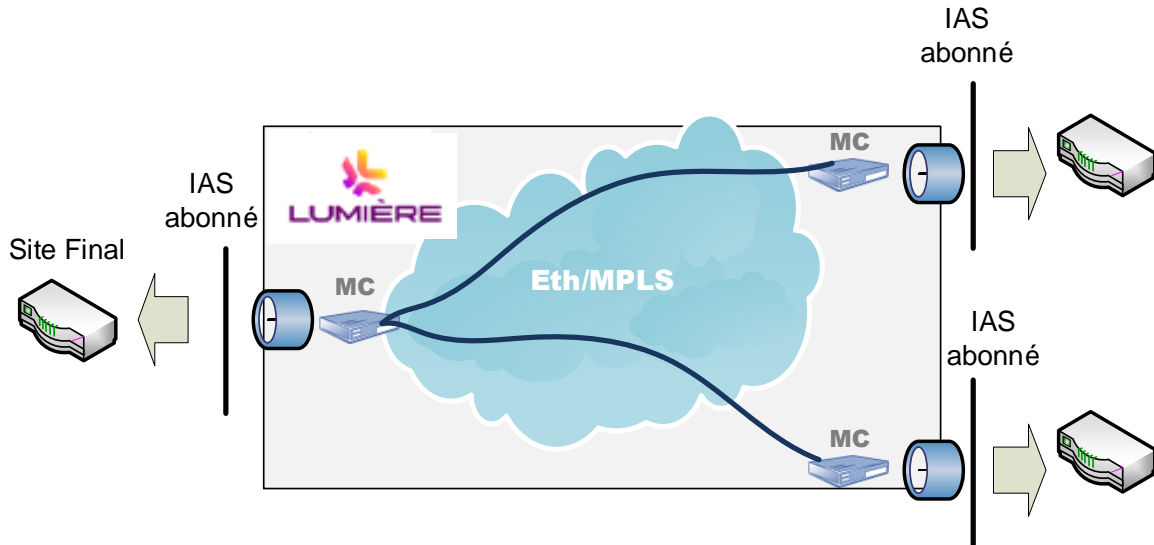 IAS
abonné
MC
LUMIÈRE
IAS
abonné
Site Final
MC
Eth/MPLS
IAS
abonné
MC